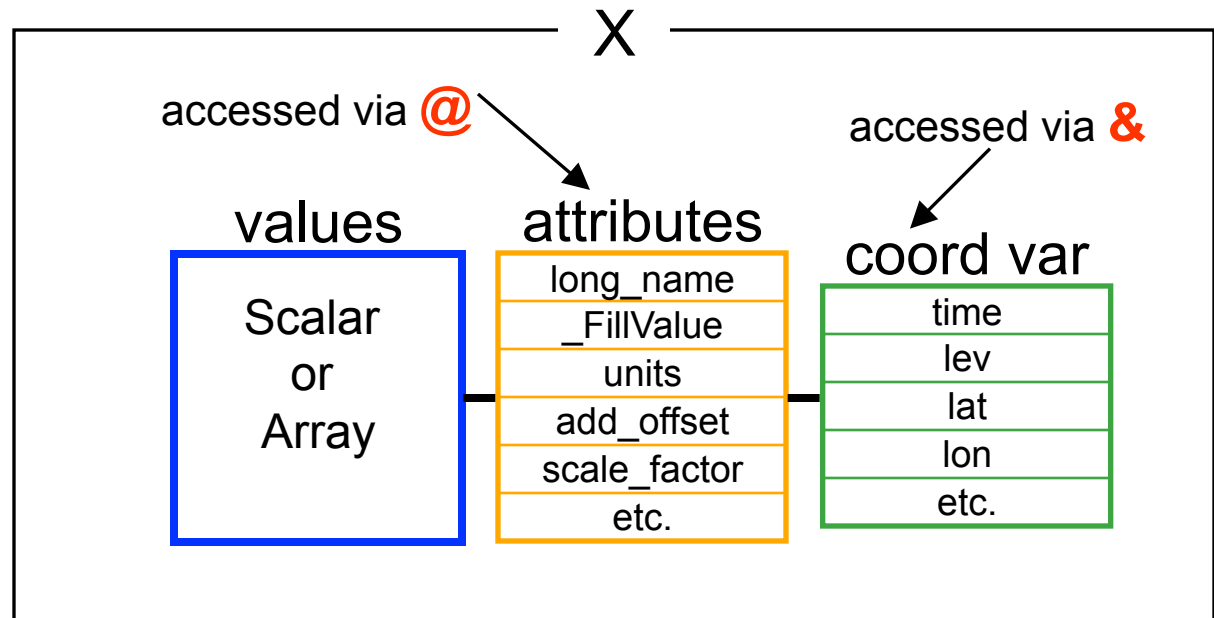 X
accessed via @
accessed via &
values
Scalar
or
Array
attributes
long_name
_FillValue
units
add_offset
scale_factor
etc.
coord var
time
lev
lat
lon
etc.